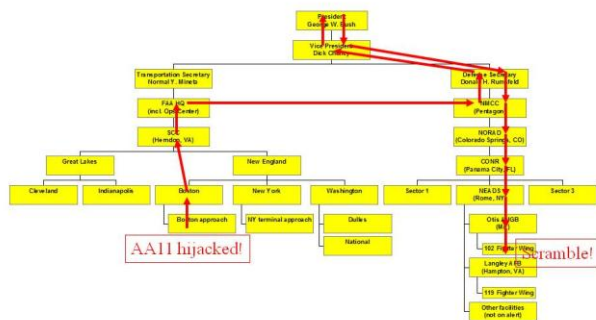 President
George W. Bush
Vice President
Dick Cheney
Transportation Secretary
Normal Y. Mineta
Defense Secretary
Donald H. Rumsfeld
FAA HQ
(incl. Ops Center)
NMCC
(Pentagon)
SCC
(Herndon, VA)
NORAD
(Colorado Springs, CO)
Great Lakes
New England
CONR
(Panama City, FL)
Cleveland
Indianapolis
Boston
New York
Washington
Sector 1
NEADS
(Rome, NY)
Sector 3
Boston approach
NY terminal approach
Dulles
Otis ANGB
(MA)
National
102 Fighter Wing
AA11 hijacked!
Scramble!
Langley AFB
(Hampton, VA)
119 Fighter Wing
Other facilities
(not on alert)